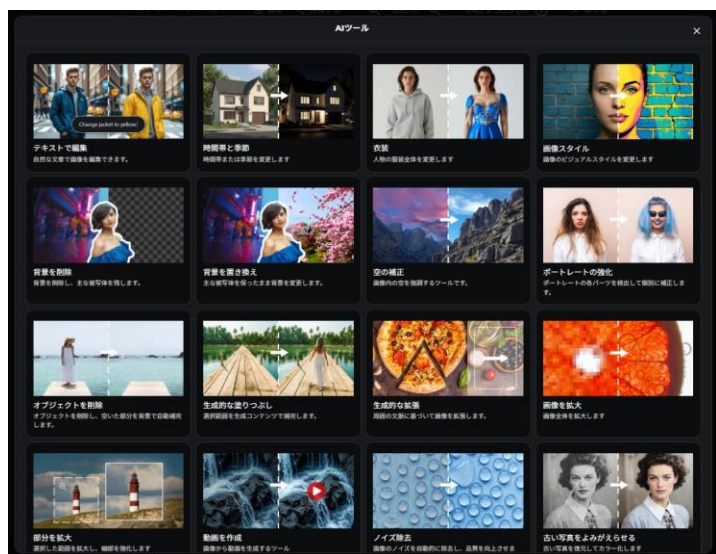 AIツール
Change jacket to yellow
テキストで編集
自然な文章で画像を編集できます。
時間帯と季節
時間帯または季節を変更します
衣装
人物の服装全体を変更します
画像スタイル
画像のビジュアルスタイルを変更します
背景を削除
背景を削除し、主な被写体を残します。
背景を置き換え
主な被写体を保ったまま背景を変更します。
空の補正
画像内の空を強調するツールです。
ポートレートの強化
ポートレートの各パーツを検出して個別に補正しま
す。
オブジェクトを削除
オブジェクトを削除し、空いた部分を背景で自動補完
します。
生成的な塗りつぶし
選択範囲を生成コンテンツで補完します。
生成的な拡張
周囲の文脈に基づいて画像を拡張します。
画像を拡大
画像全体を拡大します
部分を拡大
選択した範囲を拡大し、細部を強化します
動画を作成
画像から動画を生成するツール
ノイズ除去
画像のノイズを自動的に除去し、品質を向上させま
古い写真をよみがえらせる
古い写真を復元してカラー化します